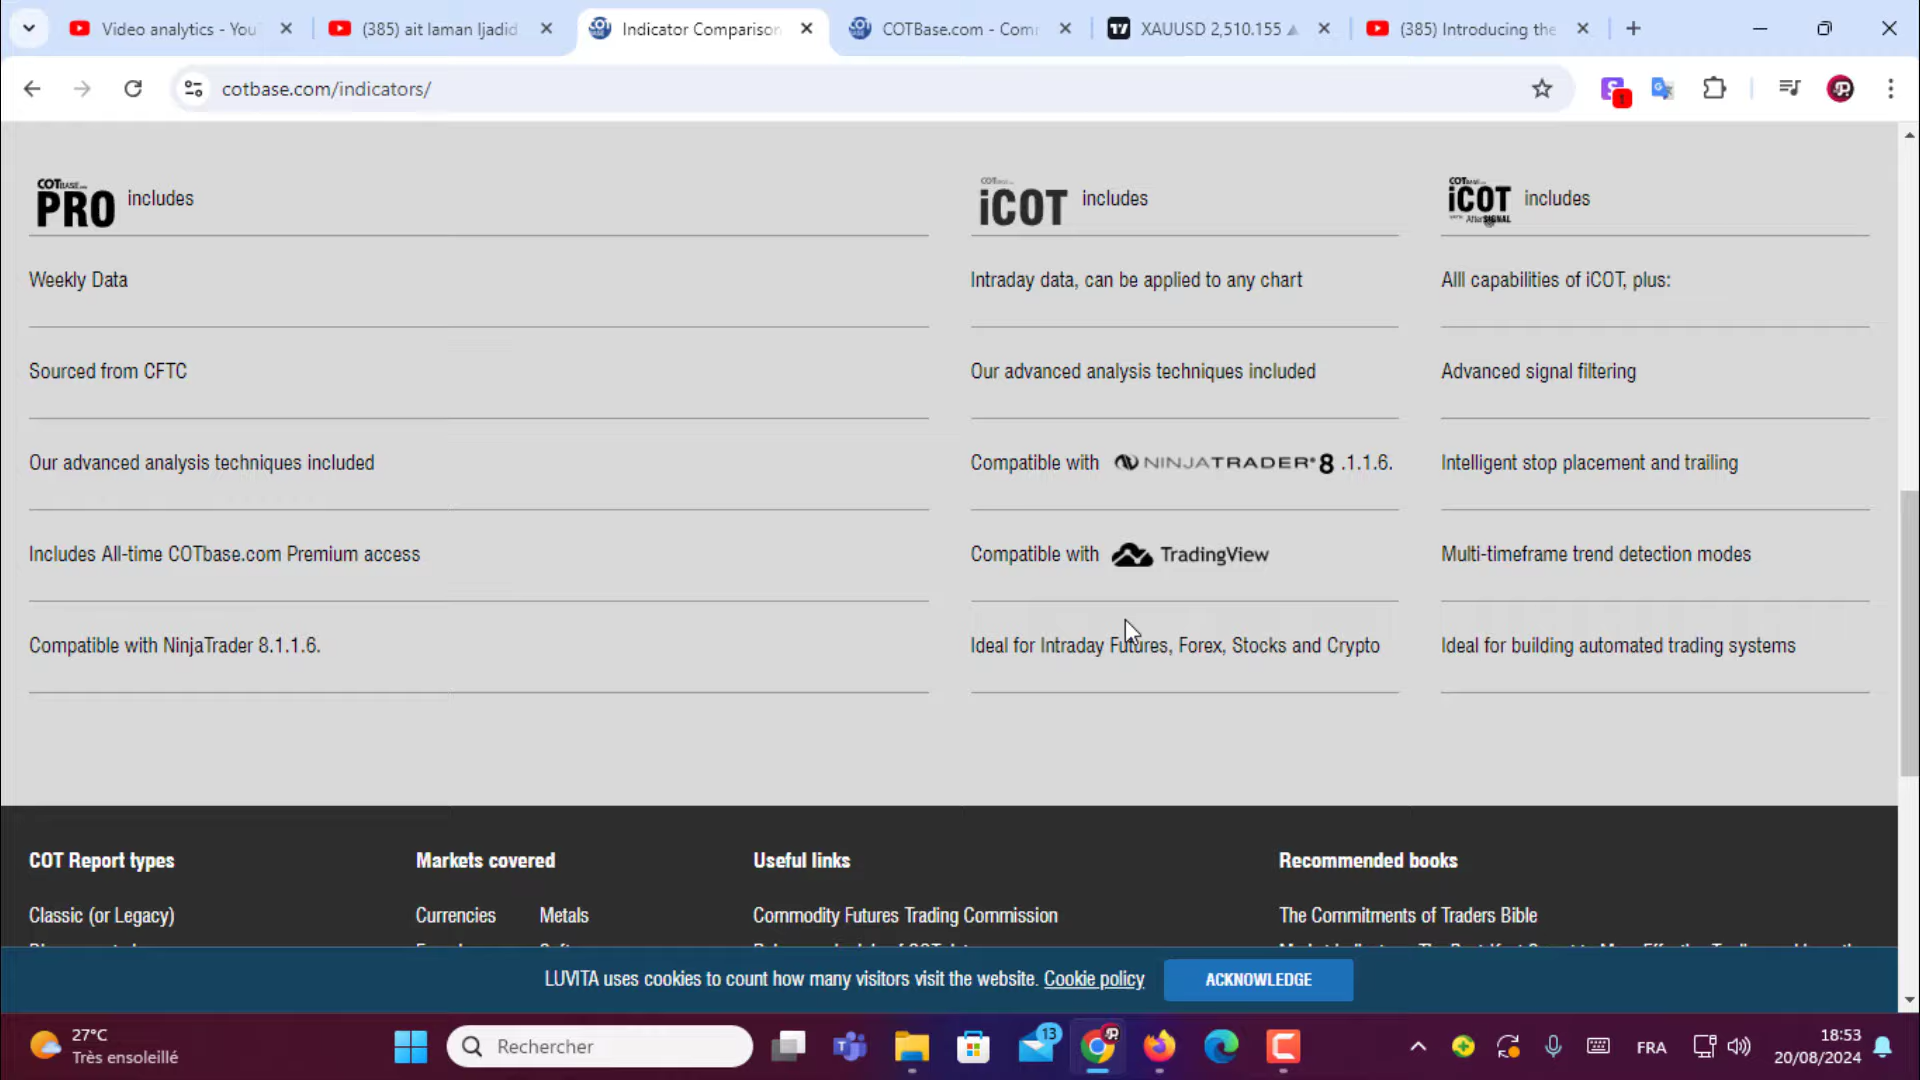 Video analytics - You
(385) ait laman ljadid
Indicator Comparison
COTBase.com - Com
XAUUSD 2,510.155
(385) Introducing the
cotbase.com/indicators/
1
PRO includes
iCOT includes
iCOT includes
Weekly Data
Intraday data, can be applied to any chart
Alll capabilities of iCOT, plus:
Sourced from CFTC
Our advanced analysis techniques included
Advanced signal filtering
Our advanced analysis techniques included
Compatible with NINJATRADER 8 .1.1.6.
Intelligent stop placement and trailing
Includes All-time COTbase.com Premium access
Compatible with TradingView
Multi-timeframe trend detection modes
Compatible with NinjaTrader 8.1.1.6.
Ideal for Intraday Futures, Forex, Stocks and Crypto
Ideal for building automated trading systems
COT Report types
Markets covered
Useful links
Recommended books
Classic (or Legacy)
Currencies
Metals
Commodity Futures Trading Commission
The Commitments of Traders Bible
LUVITA uses cookies to count how many visitors visit the website. Cookie policy
ACKNOWLEDGE
27°C
Très ensoleillé
Rechercher
13
FRA
18:53
20/08/2024